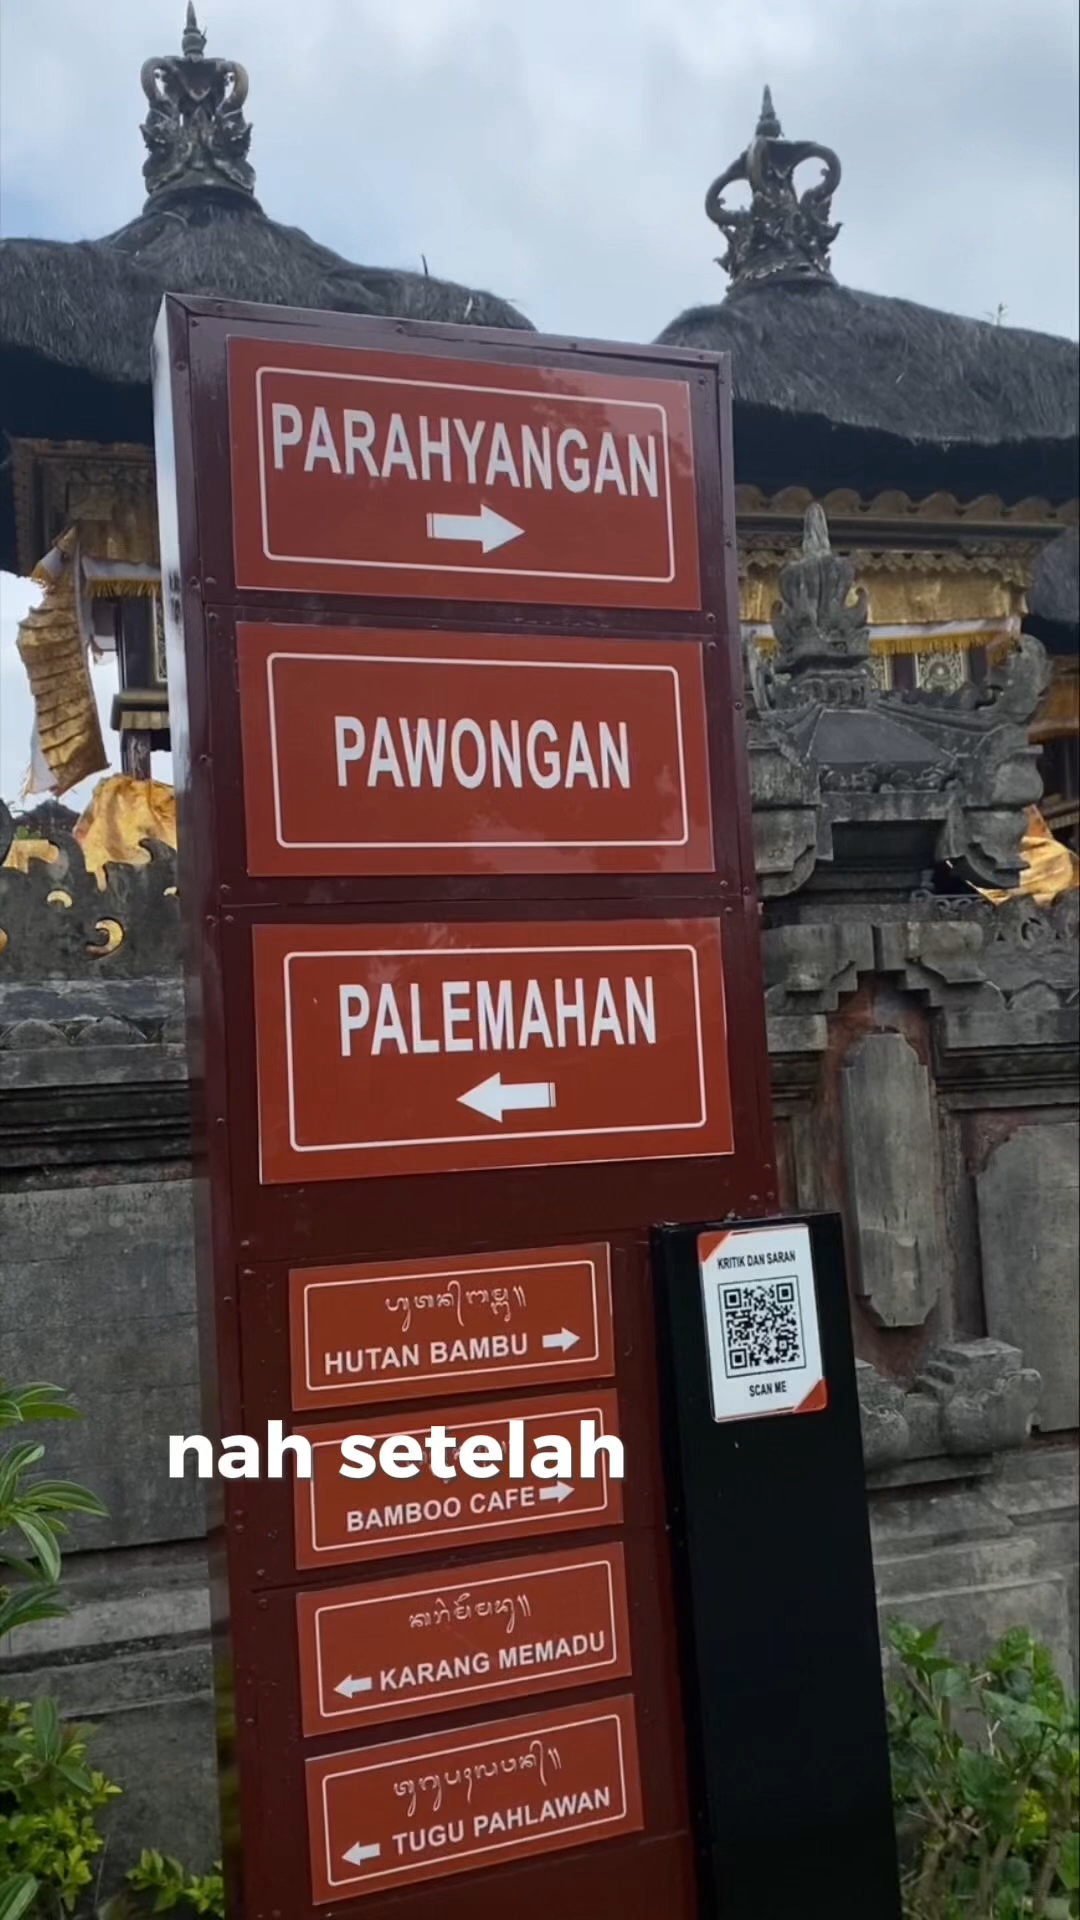 PARAHYANGAN
PAWONGAN
PALEMAHAN
KRITIK DAN SARAN
SCAN ME
HUTAN BAMBU
nah setelah
BAMBOO CAFE
KARANG MEMADU
TUGU PAHLAWAN